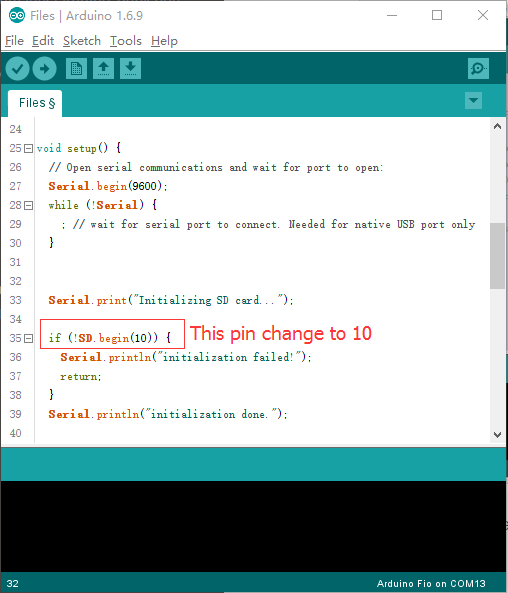 Files | Arduino 1.6.9
File Edit Sketch Tools Help
Files §
24
25 void setup() {
26 // Open serial communications and wait for port to open:
27 Serial.begin(9600);
28 while (!Serial) {
29 ; // wait for serial port to connect. Needed for native USB port only
30 }
31
32
33 Serial.print("Initializing SD card...");
34
35 if (!SD.begin(10)) { This pin change to 10
36 Serial.println("initialization failed!");
37 return;
38 }
39 Serial.println("initialization done.");
40
32 Arduino Fio on COM13